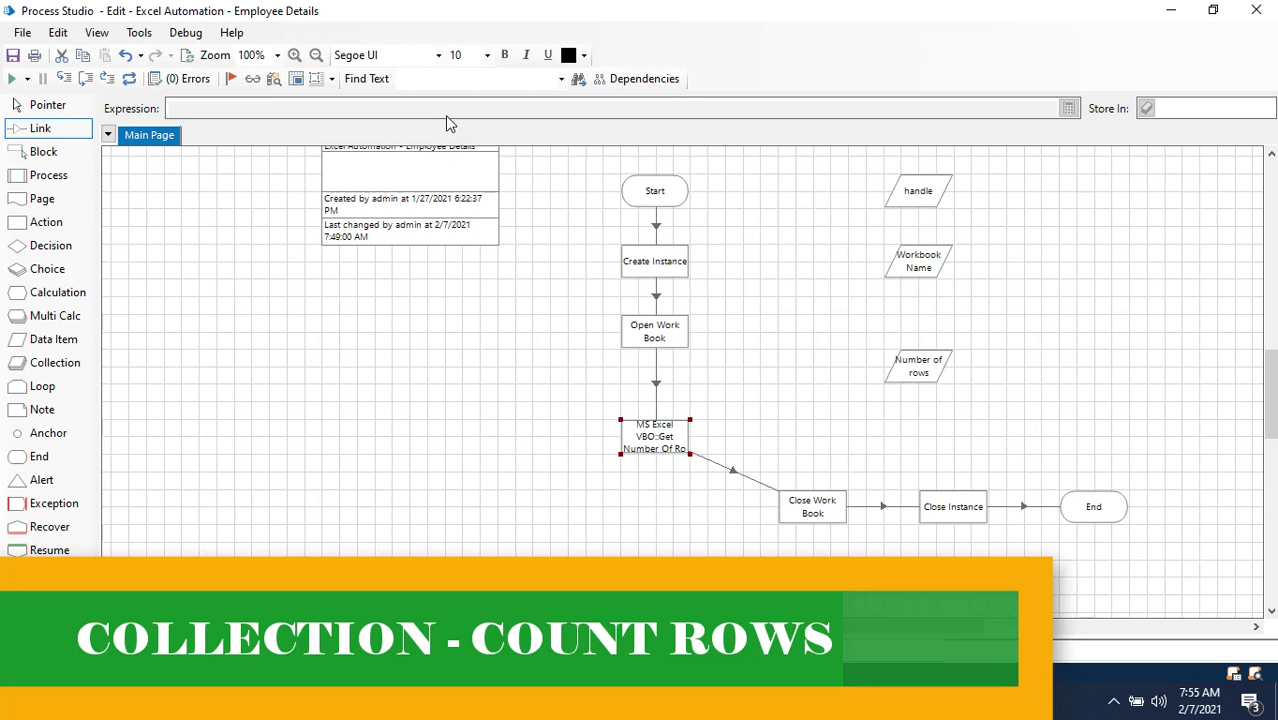 Process Studio - Edit - Excel Automation - Employee Details
File Edit View Tools Debug Help
Zoom 100% Segoe UI 10 B I U
(0) Errors Find Text Dependencies
Expression: Store In:
Pointer
Link
Block
Process
Page
Action
Decision
Choice
Calculation
Multi Calc
Data Item
Collection
Loop
Note
Anchor
End
Alert
Exception
Recover
Resume
Main Page
Excel Automation - Employee Details
Created by admin at 1/27/2021 6:22:37
PM
Last changed by admin at 2/7/2021
7:49:00 AM
Start
Create Instance
Open Work
Book
MS Excel
VBO::Get
Number Of Ro
Close Work
Book
Close Instance
End
handle
Workbook
Name
Number of
rows
COLLECTION - COUNT ROWS
7:55 AM
2/7/2021
3